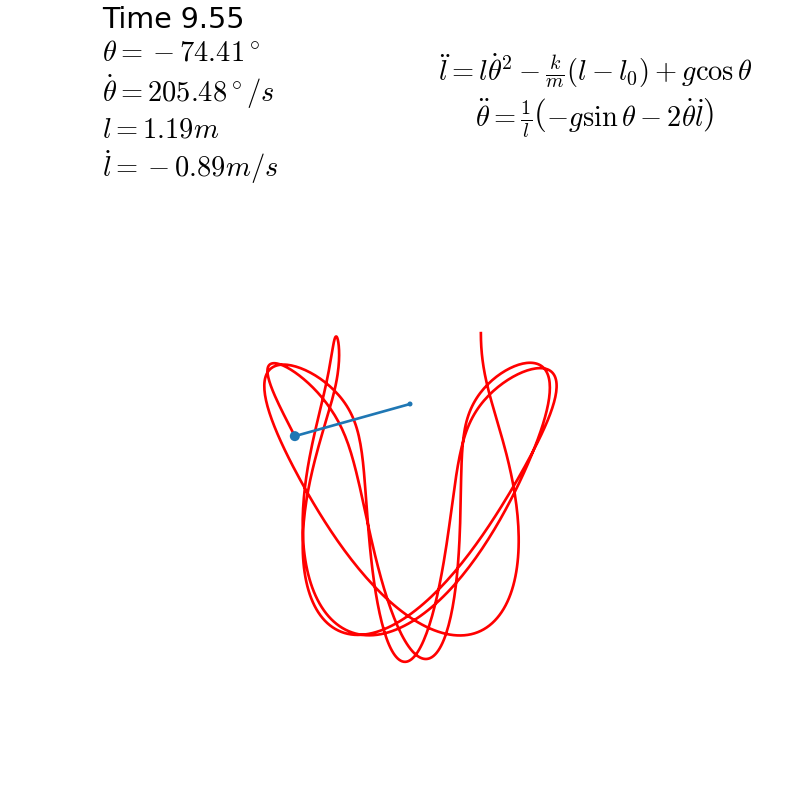 Time 9.55
θ = −74.41°
θ̇ = 205.48°/s
l = 1.19m
l̇ = −0.89m/s
l̈ = lθ̇² − k/m(l − l₀) + g cos θ
θ̈ = 1/l(−g sin θ − 2θ̇l̇)